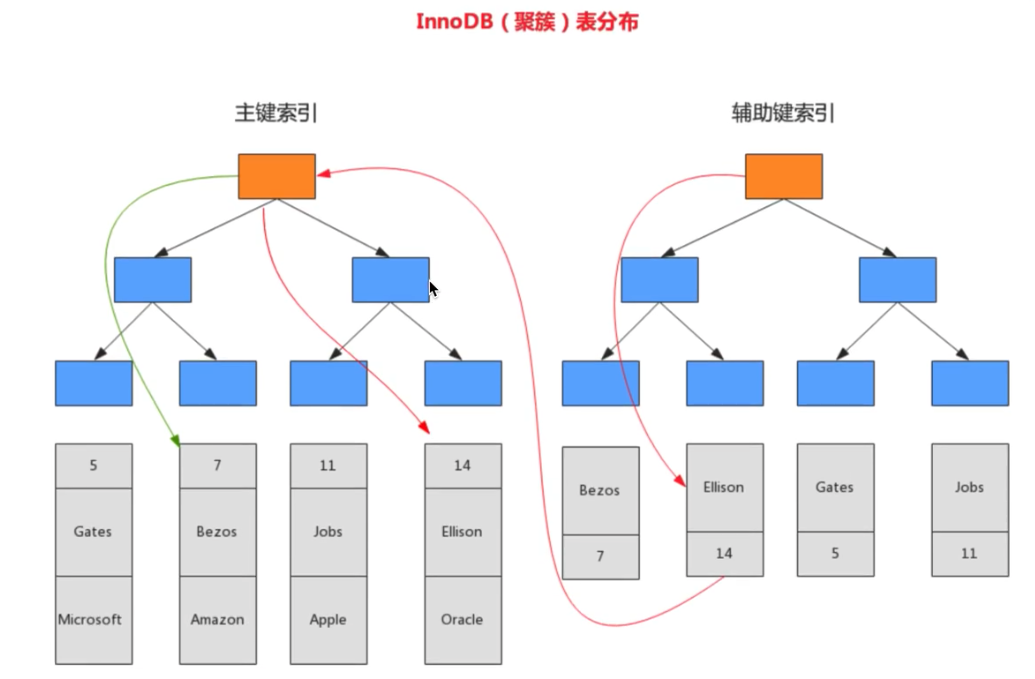 InnoDB（聚簇）表分布
主键索引
辅助键索引
5
7
11
14
Gates
Bezos
Jobs
Ellison
Microsoft
Amazon
Apple
Oracle
Bezos
Ellison
Gates
Jobs
7
14
5
11